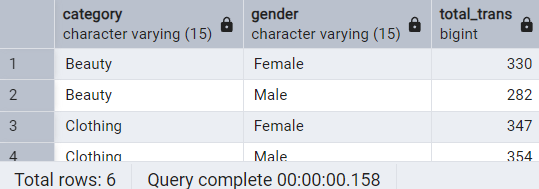 category gender total_trans
character varying (15) character varying (15) bigint
1 Beauty Female 330
2 Beauty Male 282
3 Clothing Female 347
4 Clothing Male 354
Total rows: 6 Query complete 00:00:00.158